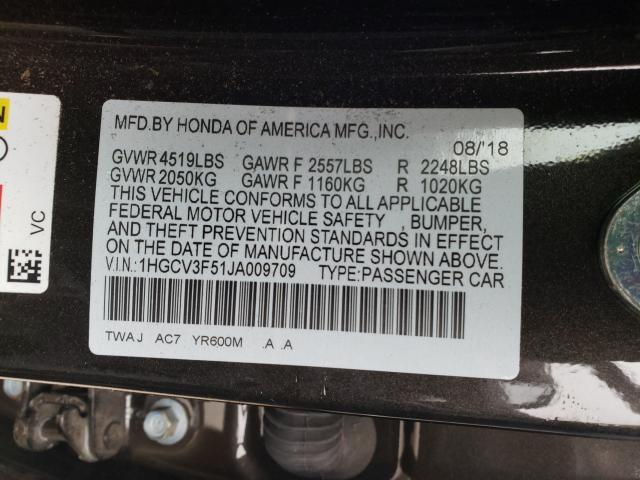 MFD.BY HONDA OF AMERICA MFG.,INC. 08/'18
GVWR 4519LBS GAWR F 2557LBS R 2248LBS
GVWR 2050KG GAWR F 1160KG R 1020KG
THIS VEHICLE CONFORMS TO ALL APPLICABLE
FEDERAL MOTOR VEHICLE SAFETY , BUMPER,
AND THEFT PREVENTION STANDARDS IN EFFECT
ON THE DATE OF MANUFACTURE SHOWN ABOVE.
V.I.N.:1HGCV3F51JA009709 TYPE:PASSENGER CAR
TWAJ AC7 YR600M .A .A
VC